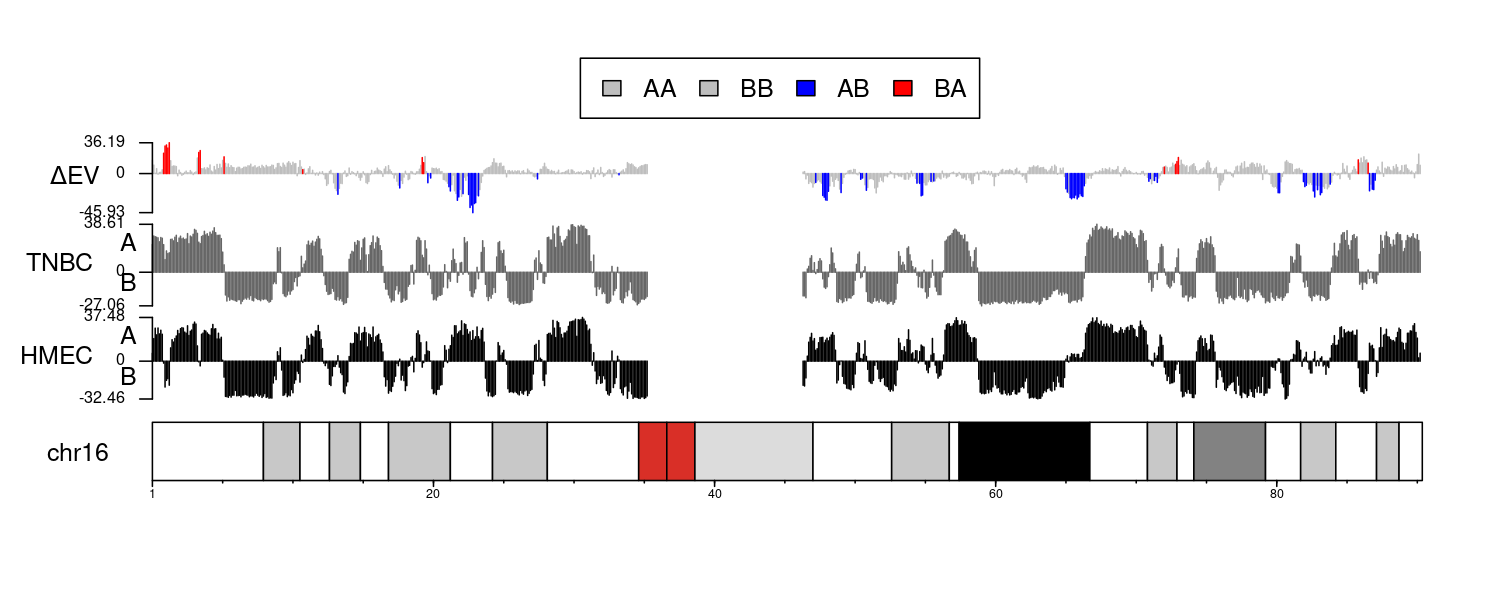 AA BB AB BA
36.19
ΔEV 0
-45.93
38.61
A
TNBC 0
B
-27.06
37.48
A
HMEC 0
B
-32.46
chr16
1 20 40 60 80